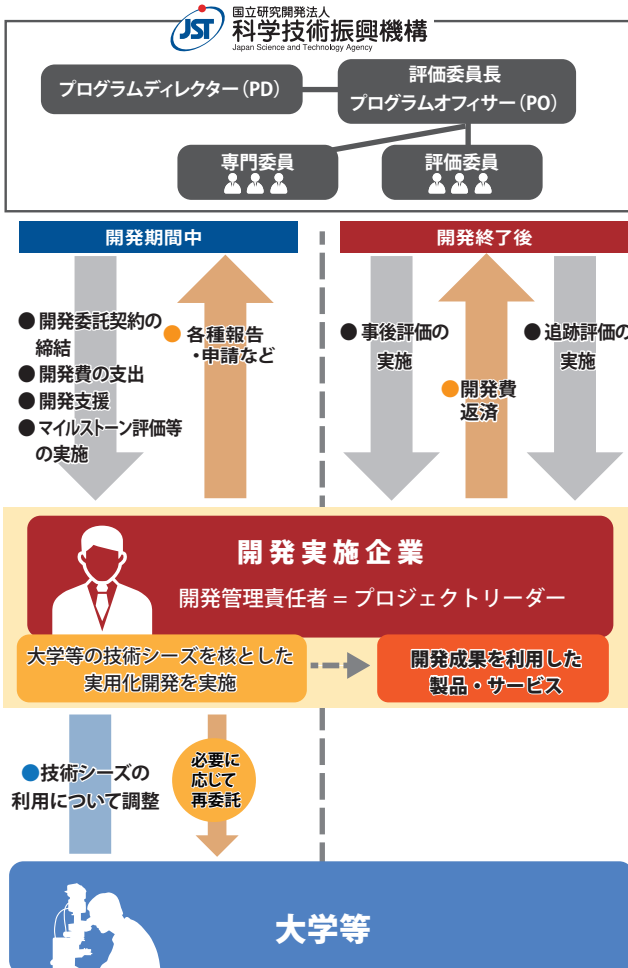 JST
国立研究開発法人
科学技術振興機構
Japan Science and Technology Agency
プログラムディレクター(PD)
評価委員長
プログラムオフィサー(PO)
専門委員
評価委員
開発期間中
開発終了後
●開発委託契約の
締結
●開発費の支出
●開発支援
●マイルストーン評価等
の実施
●各種報告
・申請など
●事後評価の
実施
●開発費
返済
●追跡評価の
実施
開発実施企業
開発管理責任者 = プロジェクトリーダー
大学等の技術シーズを核とした
実用化開発を実施
開発成果を利用した
製品・サービス
●技術シーズの
利用について調整
必要に
応じて
再委託
大学等